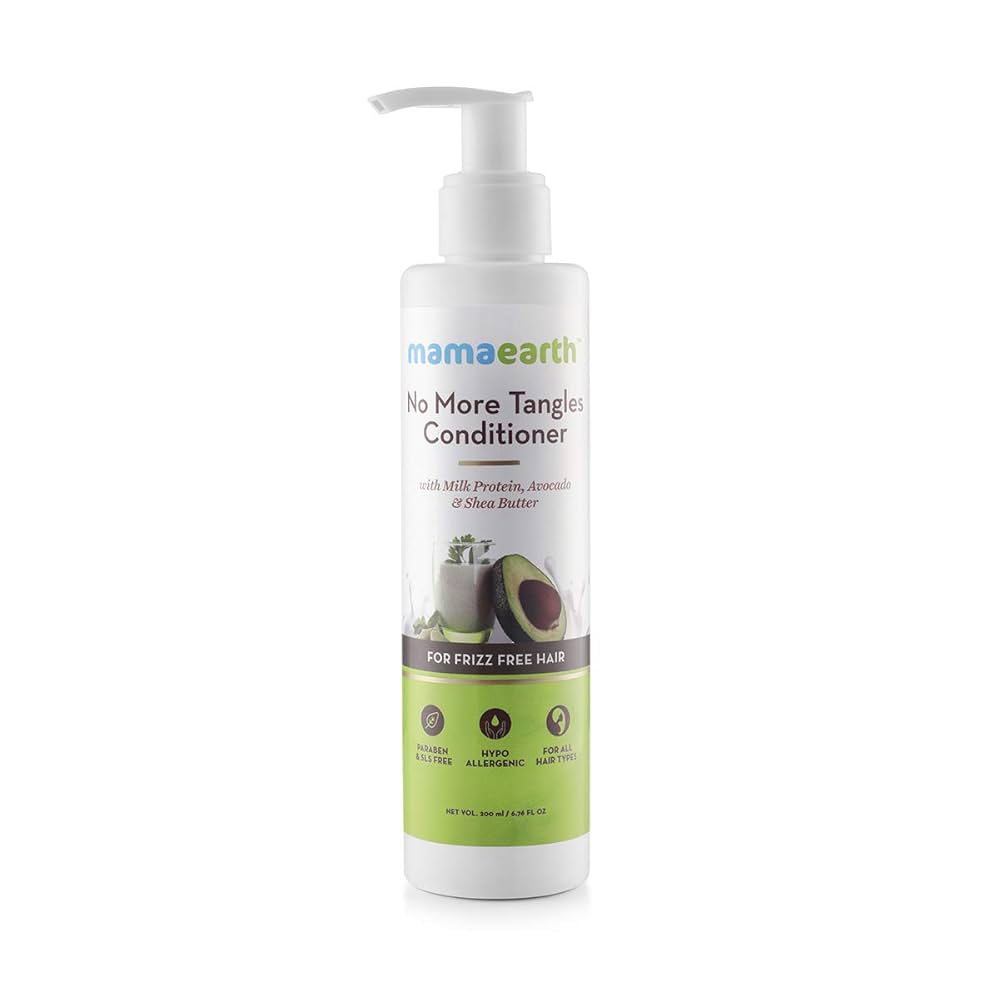 mamaearth™
No More Tangles
Conditioner
with Milk Protein, Avocado
& Shea Butter
FOR FRIZZ FREE HAIR
PARABEN
& SLS FREE
HYPO
ALLERGENIC
FOR ALL
HAIR TYPES
NET VOL. 200 ml / 6.76 FL OZ